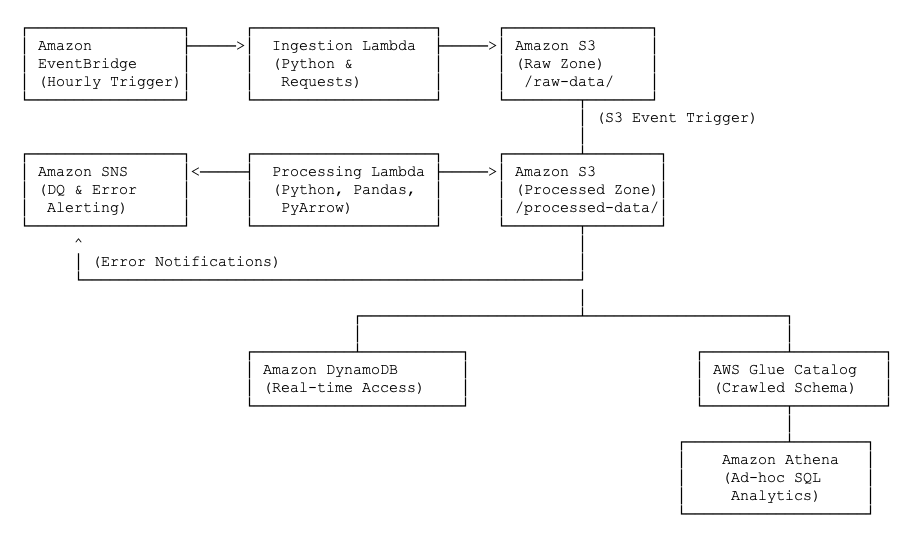 Amazon
EventBridge
(Hourly Trigger)
Ingestion Lambda
(Python &
Requests)
Amazon S3
(Raw Zone)
/raw-data/
(S3 Event Trigger)
Amazon SNS
(DQ & Error
Alerting)
Processing Lambda
(Python, Pandas,
PyArrow)
Amazon S3
(Processed Zone)
/processed-data/
(Error Notifications)
Amazon DynamoDB
(Real-time Access)
AWS Glue Catalog
(Crawled Schema)
Amazon Athena
(Ad-hoc SQL
Analytics)